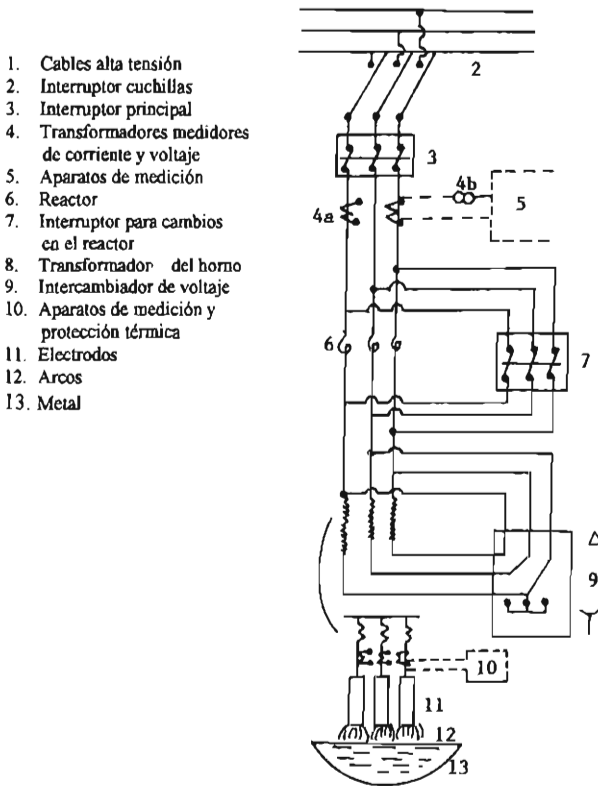 1. Cables alta tensión
2. Interruptor cuchillas
3. Interruptor principal
4. Transformadores medidores
de corriente y voltaje
5. Aparatos de medición
6. Reactor
7. Interruptor para cambios
en el reactor
8. Transformador del horno
9. Intercambiador de voltaje
10. Aparatos de medición y
protección térmica
11. Electrodos
12. Arcos
13. Metal
2
3
4b
5
4a
6
7
Δ
9
Y
10
11
12
13